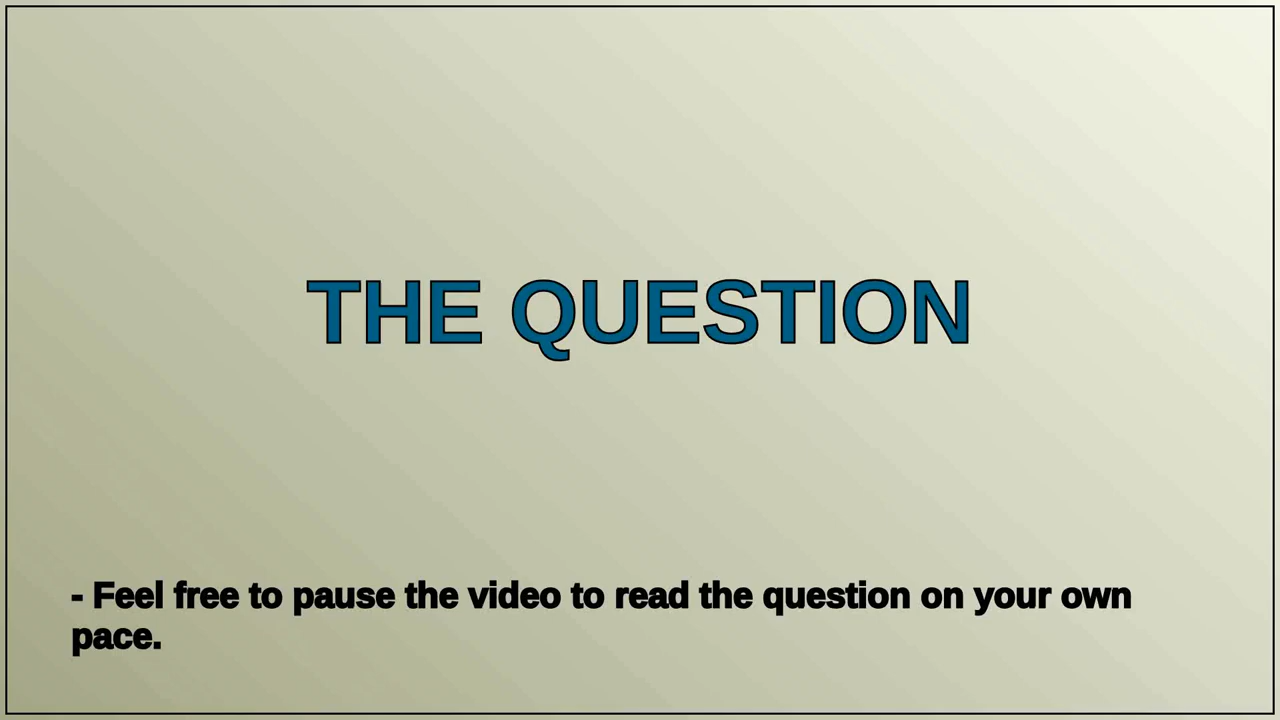 THE QUESTION
- Feel free to pause the video to read the question on your own
pace.